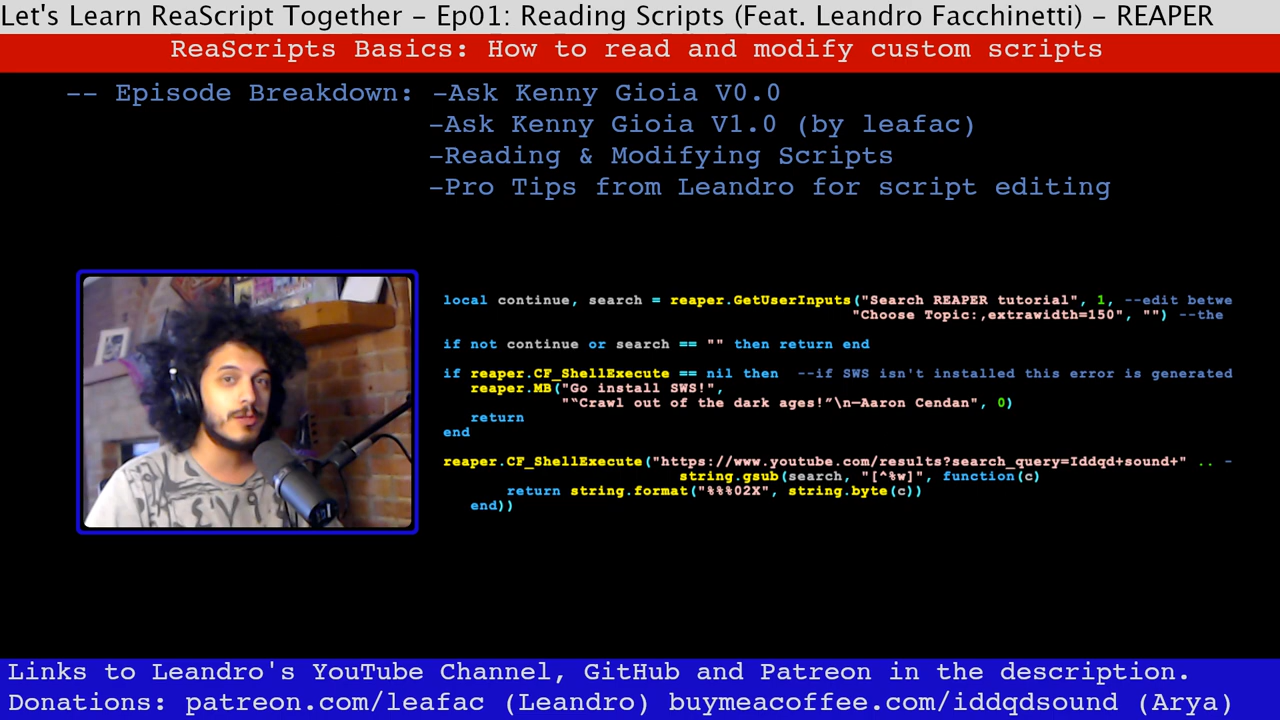 Let's Learn ReaScript Together - Ep01: Reading Scripts (Feat. Leandro Facchinetti) - REAPER
ReaScripts Basics: How to read and modify custom scripts
-- Episode Breakdown: -Ask Kenny Gioia V0.0
-Ask Kenny Gioia V1.0 (by leafac)
-Reading & Modifying Scripts
-Pro Tips from Leandro for script editing
local continue, search = reaper.GetUserInputs("Search REAPER tutorial", 1, --edit betwe
"Choose Topic:,extrawidth=150", "") --the
if not continue or search == "" then return end
if reaper.CF_ShellExecute == nil then  --if SWS isn't installed this error is generated
reaper.MB("Go install SWS!",
"“Crawl out of the dark ages!”\n—Aaron Cendan", 0)
return
end
reaper.CF_ShellExecute("https://www.youtube.com/results?search_query=Iddqd+sound+" .. -
string.gsub(search, "[^%w]", function(c)
return string.format("%%%02X", string.byte(c))
end))
Links to Leandro's YouTube Channel, GitHub and Patreon in the description.
Donations: patreon.com/leafac (Leandro) buymeacoffee.com/iddqdsound (Arya)